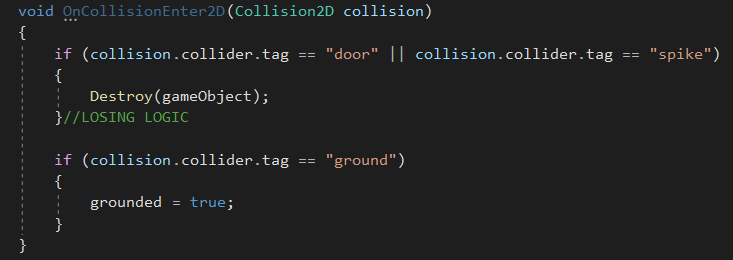 void OnCollisionEnter2D(Collision2D collision)
{
    if (collision.collider.tag == "door" || collision.collider.tag == "spike")
    {
        Destroy(gameObject);
    }//LOSING LOGIC

    if (collision.collider.tag == "ground")
    {
        grounded = true;
    }
}